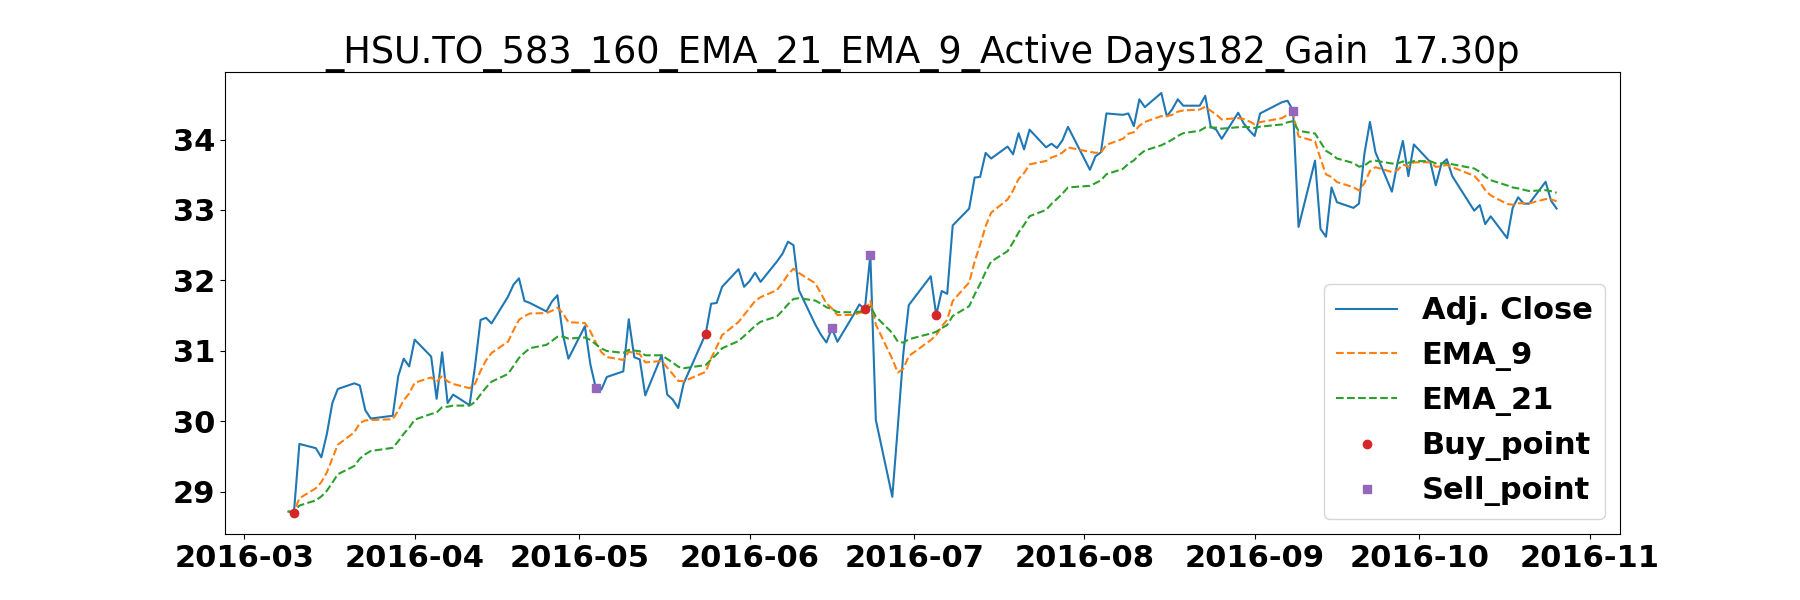 _HSU.TO_583_160_EMA_21_EMA_9_Active Days182_Gain  17.30p
34
33
32
31
30
29
Adj. Close
EMA_9
EMA_21
Buy_point
Sell_point
2016-03 2016-04 2016-05 2016-06 2016-07 2016-08 2016-09 2016-10 2016-11